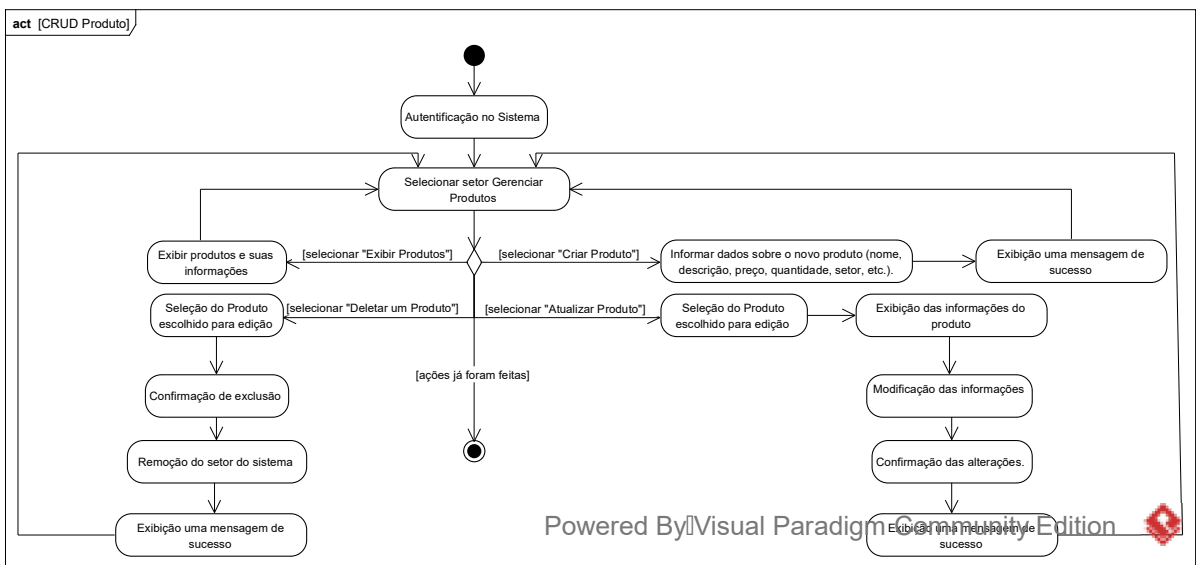 act [CRUD Produto]
Autentificação no Sistema
Selecionar setor Gerenciar
Produtos
Exibir produtos e suas
informações
[selecionar "Exibir Produtos"]
[selecionar "Criar Produto"]
Informar dados sobre o novo produto (nome,
descrição, preço, quantidade, setor, etc.).
Exibição uma mensagem de
sucesso
Seleção do Produto
escolhido para edição
[selecionar "Deletar um Produto"]
[selecionar "Atualizar Produto"]
Seleção do Produto
escolhido para edição
Exibição das informações do
produto
[ações já foram feitas]
Confirmação de exclusão
Modificação das informações
Remoção do setor do sistema
Confirmação das alterações.
Exibição uma mensagem de
sucesso
Exibição uma mensagem de
sucesso
Powered By Visual Paradigm Community Edition